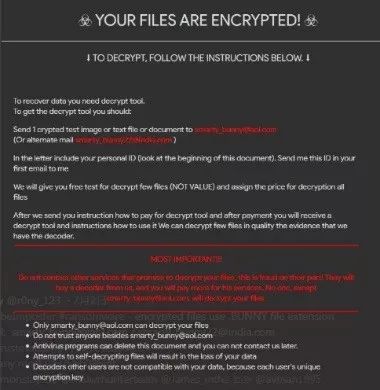 ☣ YOUR FILES ARE ENCRYPTED! ☣
⬇ TO DECRYPT, FOLLOW THE INSTRUCTIONS BELOW. ⬇
To recover data you need decrypt tool.
To get the decrypt tool you should:
Send 1 crypted test image or text file or document to smarty_bunny@aol.com
(Or alternate mail @india.com )
In the letter include your personal ID (look at the beginning of this document). Send me this ID in your
first email to me
We will give you free test for decrypt few files (NOT VALUE) and assign the price for decryption all
files
After we send you instruction how to pay for decrypt tool and after payment you will receive a
decrypt tool and instructions how to use it We can decrypt few files in quality the evidence that we
have the decoder.
MOST IMPORTANT!!!
Do not contact other services that promise to decrypt your files, this is fraud on their part! They will
buy a decoder from us, and you will pay more for his services. No one, except
smarty_bunny@aol.com, will decrypt your files.
ransomware - encrypted files use .BUNNY file extension
• Only smarty_bunny@aol.com can decrypt your files
• Do not trust anyone besides smarty_bunny@aol.com
• Antivirus programs can delete this document and you can not contact us later.
• Attempts to self-decrypting files will result in the loss of your data
• Decoders other users are not compatible with your data, because each user's unique
encryption key